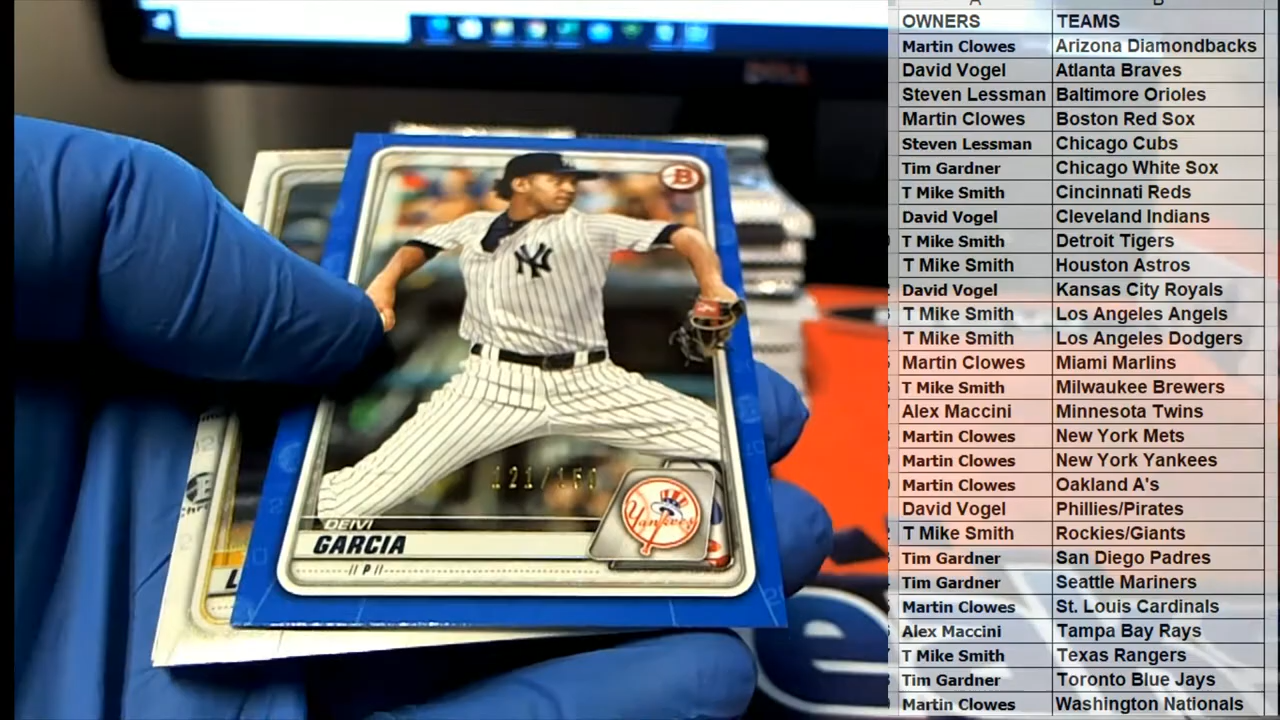 OWNERS TEAMS
Martin Clowes Arizona Diamondbacks
David Vogel Atlanta Braves
Steven Lessman Baltimore Orioles
Martin Clowes Boston Red Sox
Steven Lessman Chicago Cubs
Tim Gardner Chicago White Sox
T Mike Smith Cincinnati Reds
David Vogel Cleveland Indians
T Mike Smith Detroit Tigers
T Mike Smith Houston Astros
David Vogel Kansas City Royals
T Mike Smith Los Angeles Angels
T Mike Smith Los Angeles Dodgers
Martin Clowes Miami Marlins
T Mike Smith Milwaukee Brewers
Alex Maccini Minnesota Twins
Martin Clowes New York Mets
Martin Clowes New York Yankees
Martin Clowes Oakland A's
David Vogel Phillies/Pirates
T Mike Smith Rockies/Giants
Tim Gardner San Diego Padres
Tim Gardner Seattle Mariners
Martin Clowes St. Louis Cardinals
Alex Maccini Tampa Bay Rays
T Mike Smith Texas Rangers
Tim Gardner Toronto Blue Jays
Martin Clowes Washington Nationals
B
NY
121/150
Yankees
DEIVI
GARCIA
// P //